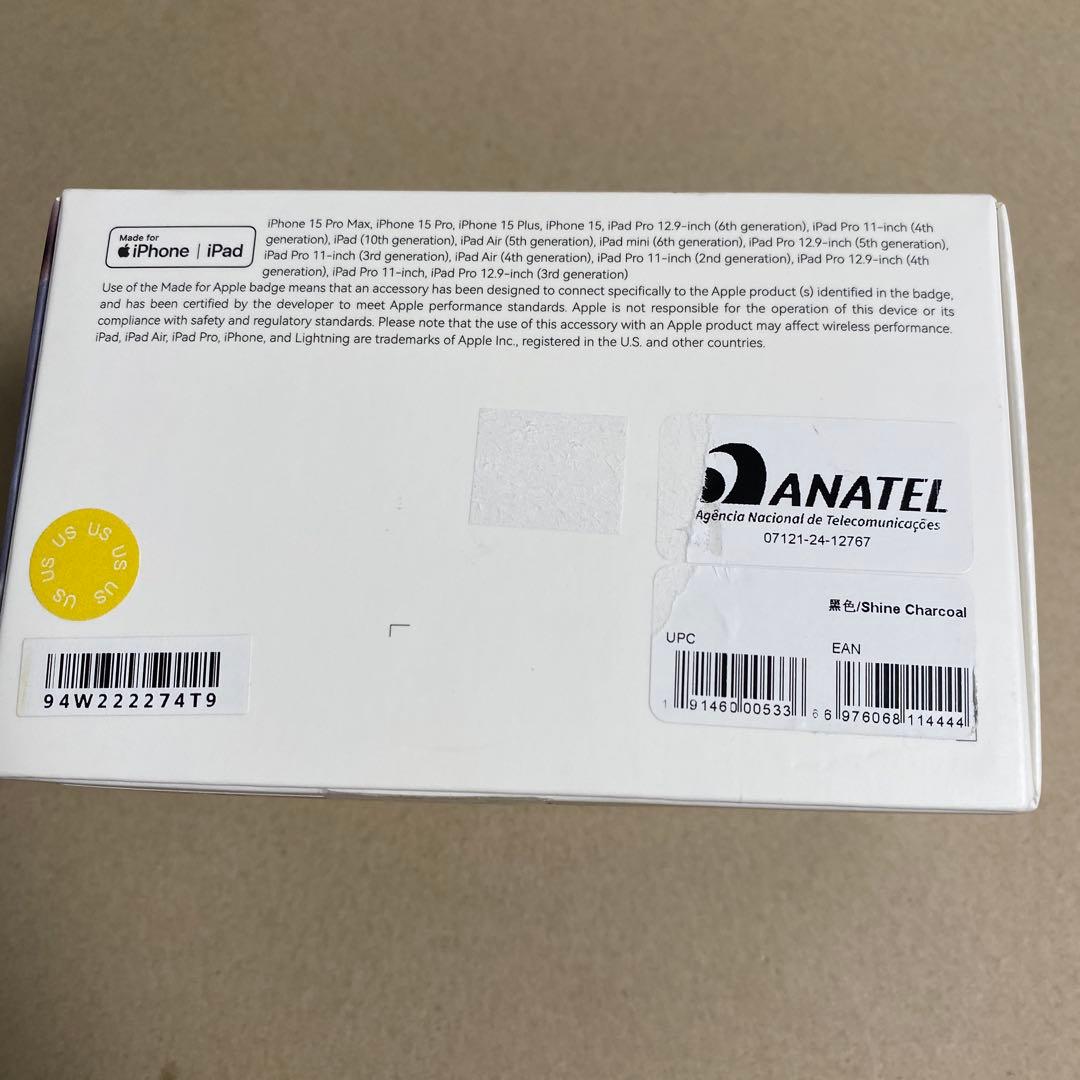 Made for
iPhone | iPad
iPhone 15 Pro Max, iPhone 15 Pro, iPhone 15 Plus, iPhone 15, iPad Pro 12.9-inch (6th generation), iPad Pro 11-inch (4th
generation), iPad (10th generation), iPad Air (5th generation), iPad mini (6th generation), iPad Pro 12.9-inch (5th generation),
iPad Pro 11-inch (3rd generation), iPad Air (4th generation), iPad Pro 11-inch (2nd generation), iPad Pro 12.9-inch (4th
generation), iPad Pro 11-inch, iPad Pro 12.9-inch (3rd generation)
Use of the Made for Apple badge means that an accessory has been designed to connect specifically to the Apple product (s) identified in the badge,
and has been certified by the developer to meet Apple performance standards. Apple is not responsible for the operation of this device or its
compliance with safety and regulatory standards. Please note that the use of this accessory with an Apple product may affect wireless performance.
iPad, iPad Air, iPad Pro, iPhone, and Lightning are trademarks of Apple Inc., registered in the U.S. and other countries.
ANATEL
Agência Nacional de Telecomunicações
07121-24-12767
US US US US US US US
黑色/Shine Charcoal
UPC
1 91460 00533 6
EAN
6 976068 114444
94W222274T9